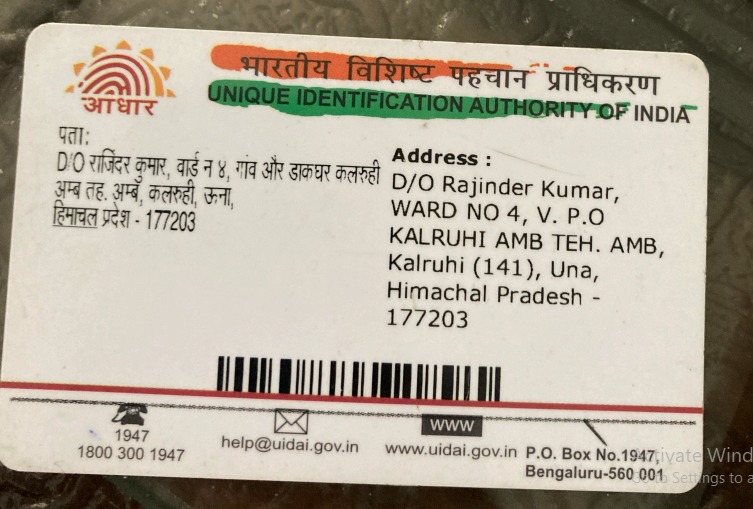 भारतीय विशिष्ट पहचान प्राधिकरण
आधार
UNIQUE IDENTIFICATION AUTHORITY OF INDIA
पता:
D/O राजिंदर कुमार, वार्ड न ४, गांव और डाकघर कलरुही
अम्ब तह. अम्ब, कलरुही, ऊना,
हिमाचल प्रदेश - 177203
Address :
D/O Rajinder Kumar,
WARD NO 4, V. P.O
KALRUHI AMB TEH. AMB,
Kalruhi (141), Una,
Himachal Pradesh -
177203
1947
1800 300 1947
help@uidai.gov.in
WWW
www.uidai.gov.in
P.O. Box No.1947,
Bengaluru-560 001